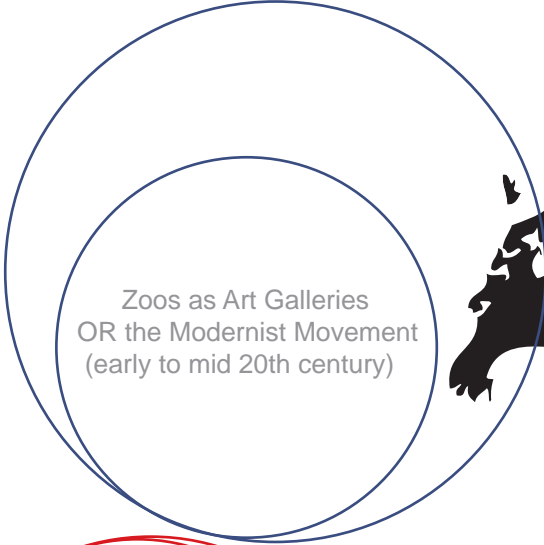 Zoos as Art Galleries
OR the Modernist Movement
(early to mid 20th century)